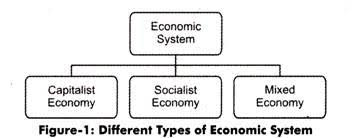 Economic
System
Capitalist
Economy
Socialist
Economy
Mixed
Economy
Figure-1: Different Types of Economic System